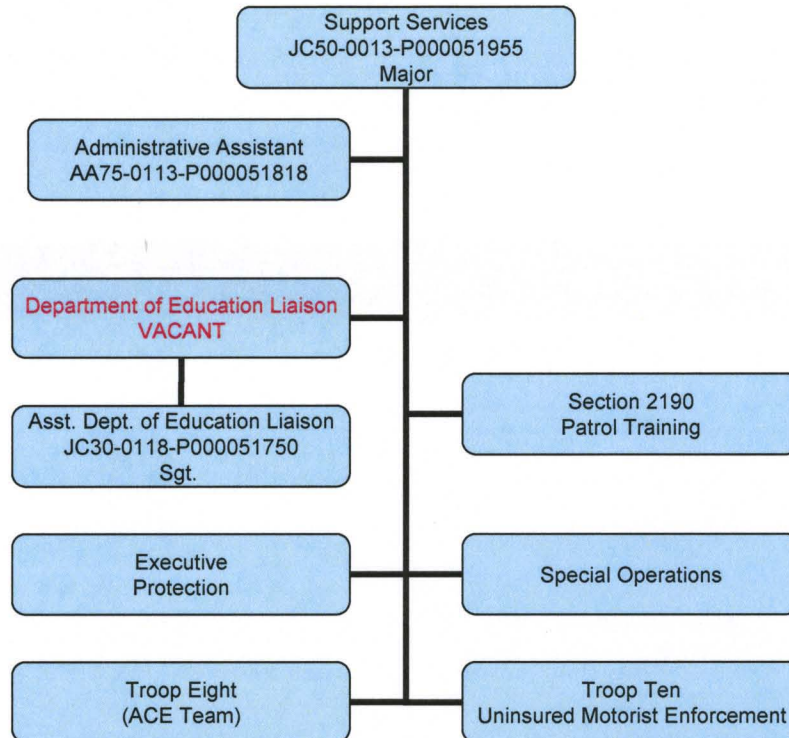 Support Services
JC50-0013-P000051955
Major
Administrative Assistant
AA75-0113-P000051818
Department of Education Liaison
VACANT
Asst. Dept. of Education Liaison
JC30-0118-P000051750
Sgt.
Section 2190
Patrol Training
Executive
Protection
Special Operations
Troop Eight
(ACE Team)
Troop Ten
Uninsured Motorist Enforcement